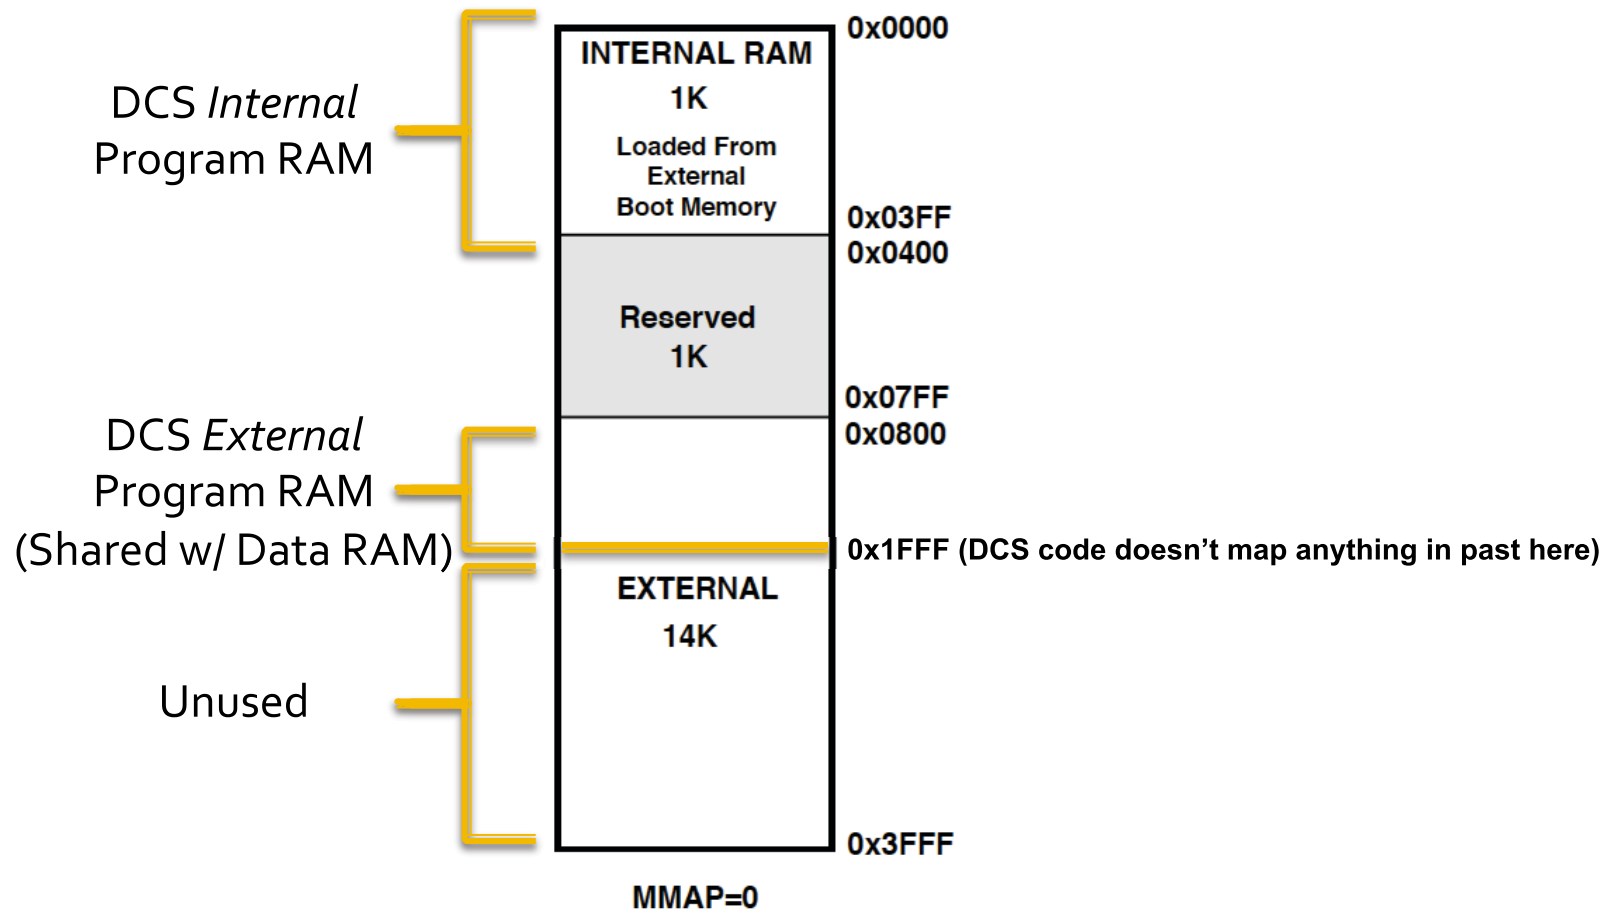 0x0000
INTERNAL RAM
1K
DCS Internal
Program RAM
Loaded From
External
Boot Memory
0x03FF
0x0400
Reserved
1K
0x07FF
0x0800
DCS External
Program RAM
(Shared w/ Data RAM)
0x1FFF (DCS code doesn’t map anything in past here)
EXTERNAL
14K
Unused
0x3FFF
MMAP=0